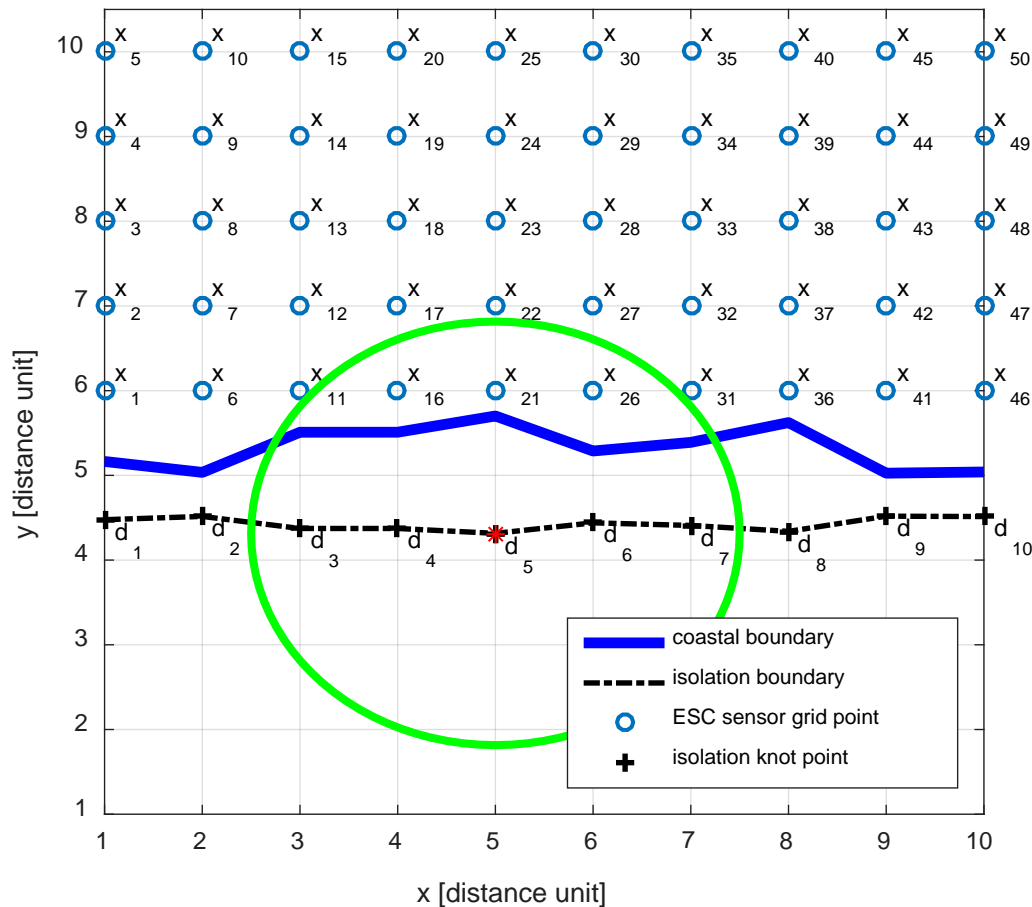 10 x5 x10 x15 x20 x25 x30 x35 x40 x45 x50
9 x4 x9 x14 x19 x24 x29 x34 x39 x44 x49
8 x3 x8 x13 x18 x23 x28 x33 x38 x43 x48
7 x2 x7 x12 x17 x22 x27 x32 x37 x42 x47
6 x1 x6 x11 x16 x21 x26 x31 x36 x41 x46
5
4 d1 d2 d3 d4 d5 d6 d7 d8 d9 d10
3
2
1
y [distance unit]
coastal boundary
isolation boundary
ESC sensor grid point
isolation knot point
1 2 3 4 5 6 7 8 9 10
x [distance unit]